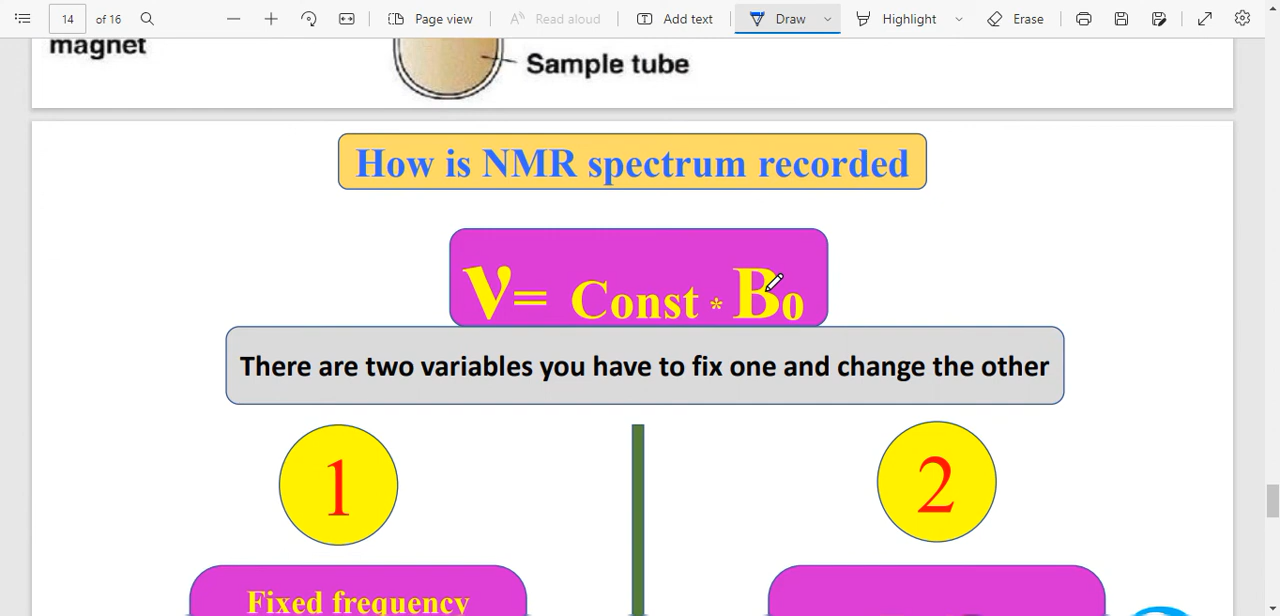 14 of 16
Page view
Read aloud
Add text
Draw
Highlight
Erase
magnet
Sample tube
How is NMR spectrum recorded
ν= Const * B0
There are two variables you have to fix one and change the other
1
2
Fixed frequency